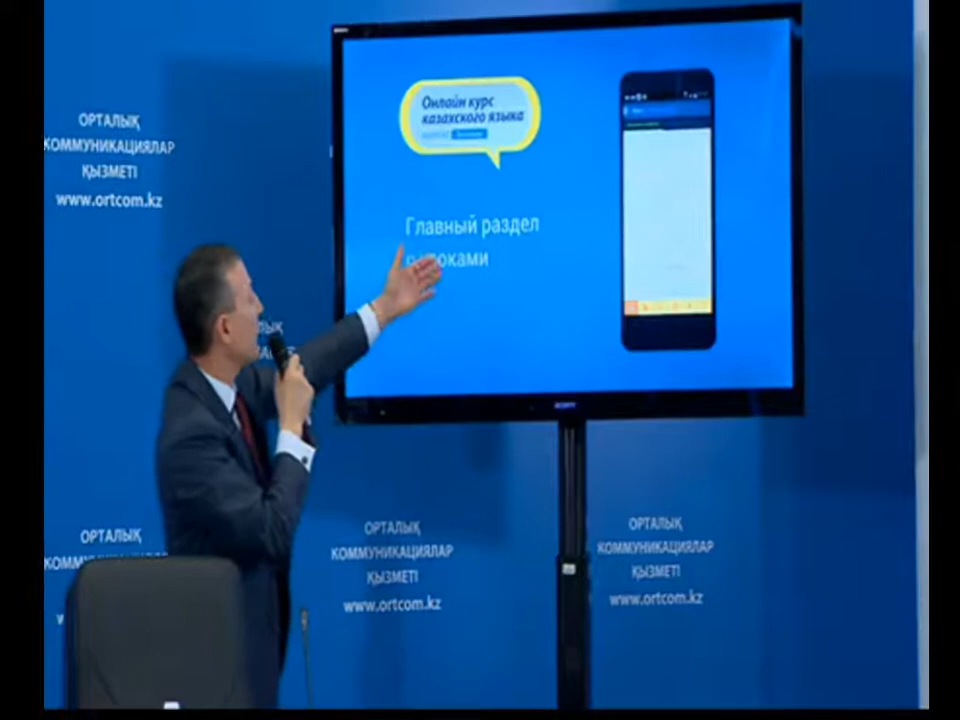 ОРТАЛЫҚ
КОММУНИКАЦИЯЛАР
ҚЫЗМЕТІ
www.ortcom.kz
Онлайн курс
казахского языка
Главный раздел
ОРТАЛЫҚ
ОРТАЛЫҚ
КОММУНИКАЦИЯЛАР
ҚЫЗМЕТІ
www.ortcom.kz
ОРТАЛЫҚ
КОММУНИКАЦИЯЛАР
ҚЫЗМЕТІ
www.ortcom.kz